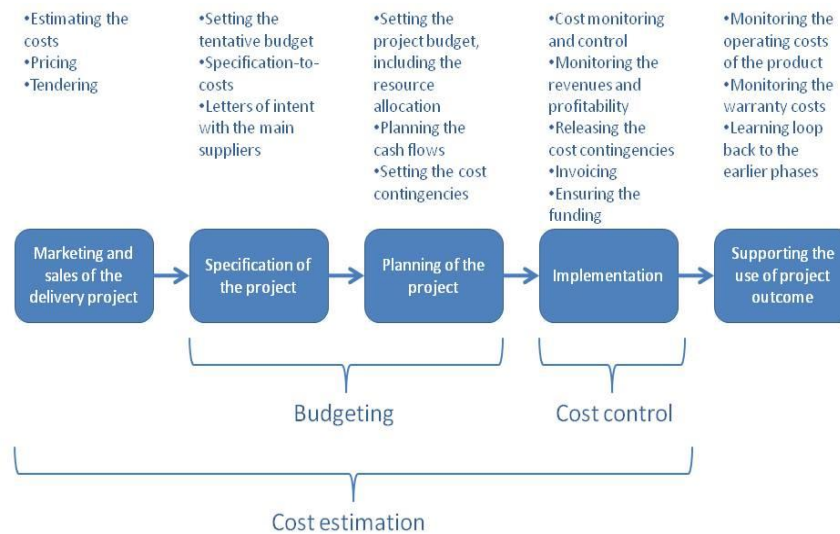 •Estimating the
costs
•Pricing
•Tendering
•Setting the
tentative budget
•Specification-to-
costs
•Letters of intent
with the main
suppliers
•Setting the
project budget,
including the
resource
allocation
•Planning the
cash flows
•Setting the cost
contingencies
•Cost monitoring
and control
•Monitoring the
revenues and
profitability
•Releasing the
cost contingencies
•Invoicing
•Ensuring the
funding
•Monitoring the
operating costs
of the product
•Monitoring the
warranty costs
•Learning loop
back to the
earlier phases
Marketing and
sales of the
delivery project
Specification of
the project
Planning of the
project
Implementation
Supporting the
use of project
outcome
Budgeting
Cost control
Cost estimation